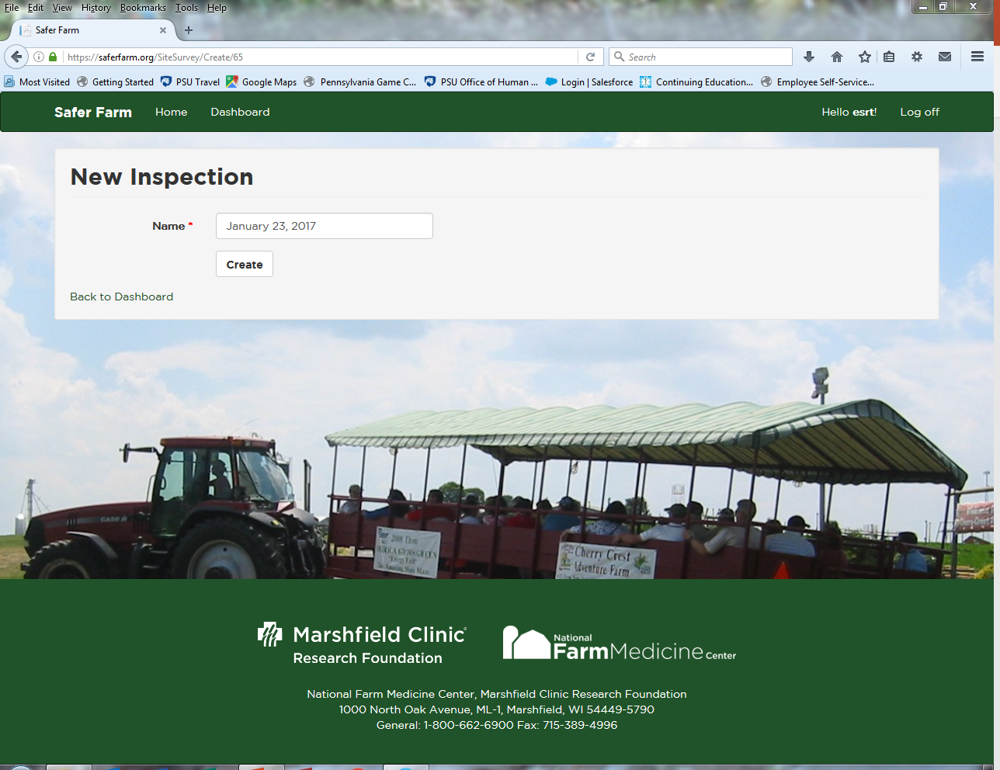 File Edit View History Bookmarks Tools Help
Safer Farm
https://saferfarm.org/SiteSurvey/Create/65
Search
Most Visited Getting Started PSU Travel Google Maps Pennsylvania Game C... PSU Office of Human ... Login | Salesforce Continuing Education... Employee Self-Service...
Safer Farm Home Dashboard Hello esrt! Log off
New Inspection
Name *
January 23, 2017
Create
Back to Dashboard
CASE IH
Cherry Crest
Adventure Farm
Marshfield Clinic®
Research Foundation
National
FarmMedicine Center
National Farm Medicine Center, Marshfield Clinic Research Foundation
1000 North Oak Avenue, ML-1, Marshfield, WI 54449-5790
General: 1-800-662-6900 Fax: 715-389-4996